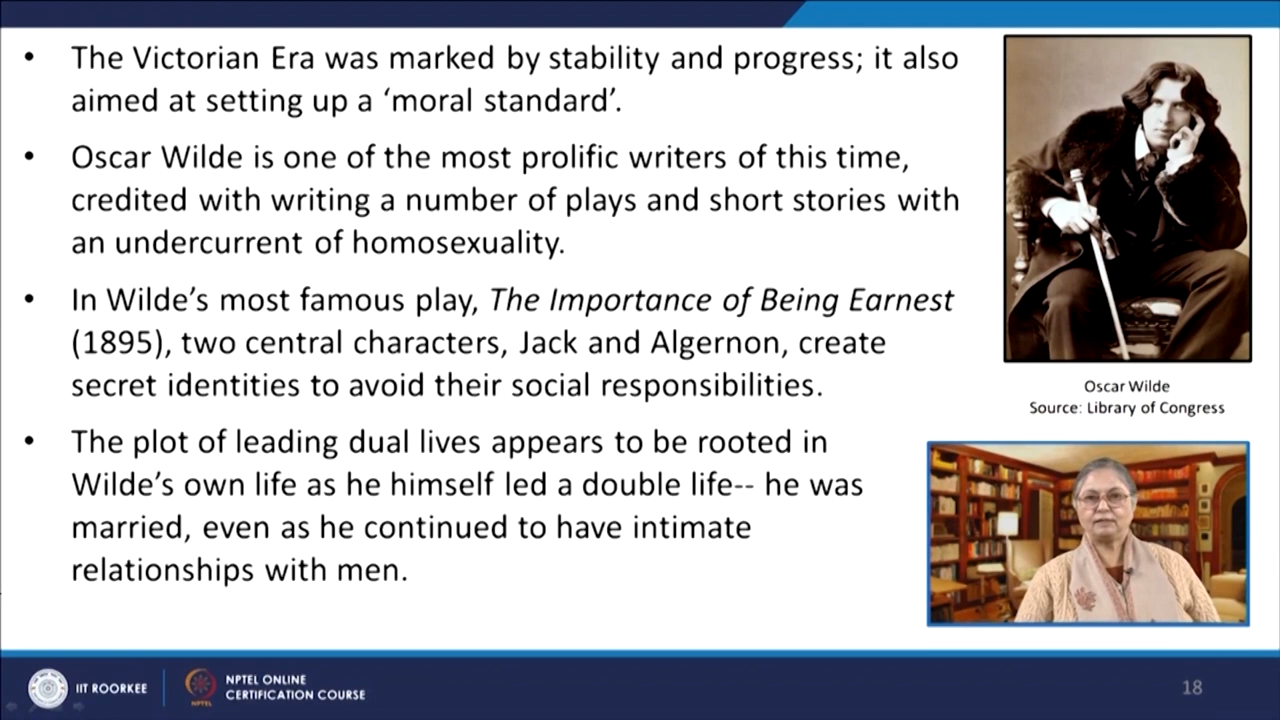 • The Victorian Era was marked by stability and progress; it also
aimed at setting up a ‘moral standard’.
• Oscar Wilde is one of the most prolific writers of this time,
credited with writing a number of plays and short stories with
an undercurrent of homosexuality.
• In Wilde’s most famous play, The Importance of Being Earnest
(1895), two central characters, Jack and Algernon, create
secret identities to avoid their social responsibilities.
• The plot of leading dual lives appears to be rooted in
Wilde’s own life as he himself led a double life-- he was
married, even as he continued to have intimate
relationships with men.
Oscar Wilde
Source: Library of Congress
IIT ROORKEE
NPTEL
NPTEL ONLINE
CERTIFICATION COURSE
18